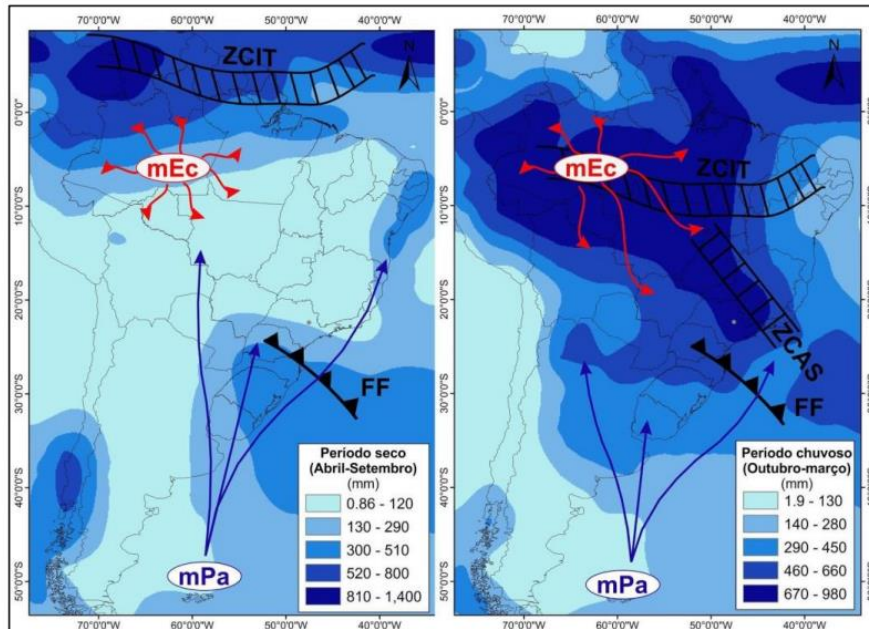 70°0'0"W 60°0'0"W 50°0'0"W 40°0'0"W
ZCIT
N
mEc
FF
mPa
Período seco
(Abril-Setembro)
(mm)
0.86 - 120
130 - 290
300 - 510
520 - 800
810 - 1,400
0°0'0"
10°0'0"S
20°0'0"S
30°0'0"S
40°0'0"S
50°0'0"S
70°0'0"W 60°0'0"W 50°0'0"W 40°0'0"W
70°0'0"W 60°0'0"W 50°0'0"W 40°0'0"W
N
mEc
ZCIT
ZCAS
FF
mPa
Período chuvoso
(Outubro-março)
(mm)
1.9 - 130
140 - 280
290 - 450
460 - 660
670 - 980
70°0'0"W 60°0'0"W 50°0'0"W 40°0'0"W